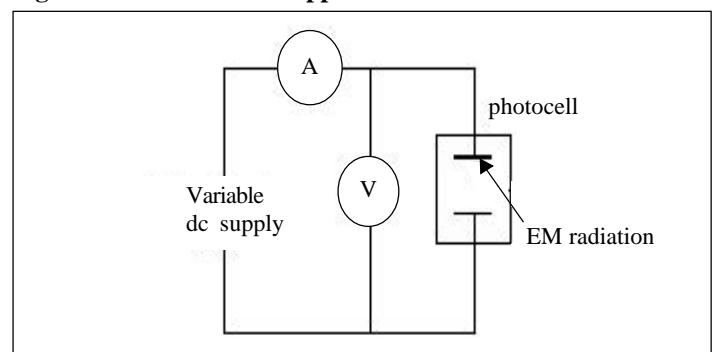 A
photocell
V
Variable
dc supply
EM radiation